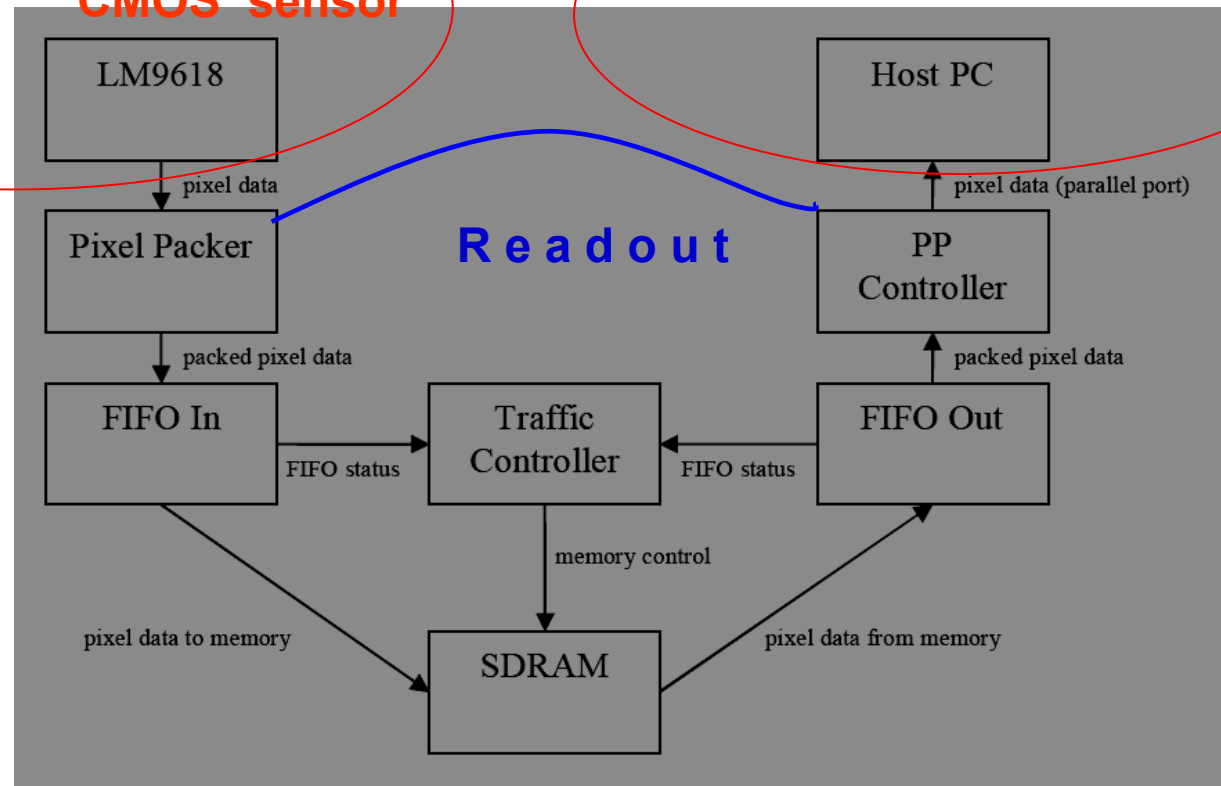 CMOS sensor
LM9618
Host PC
pixel data
pixel data (parallel port)
Pixel Packer
R e a d o u t
PP
Controller
packed pixel data
packed pixel data
FIFO In
Traffic
Controller
FIFO Out
FIFO status
FIFO status
memory control
pixel data to memory
pixel data from memory
SDRAM